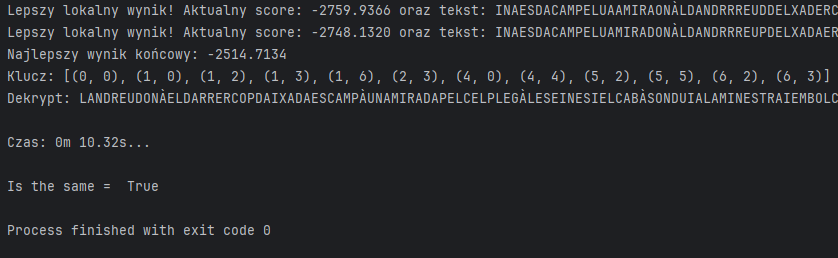 Lepszy lokalny wynik! Aktualny score: -2759.9366 oraz tekst: INAESDACAMPELUAAMIRAONÀLDANDRRREUDDELXADERC
Lepszy lokalny wynik! Aktualny score: -2748.1320 oraz tekst: INAESDACAMPELUAMIRADONÀLDANDRRREUPDELXADAER
Najlepszy wynik końcowy: -2514.7134
Klucz: [(0, 0), (1, 0), (1, 2), (1, 3), (1, 6), (2, 3), (4, 0), (4, 4), (5, 2), (5, 5), (6, 2), (6, 3)]
Dekrypt: LANDREUDONÀELDARRERCOPDAIXADAESCAMPÀUNAMIRADAPELCELPLEGÀLESEINESIELCABÀSONDUIALAMINESTRAIEMBOLC
Czas: 0m 10.32s...
Is the same =  True
Process finished with exit code 0